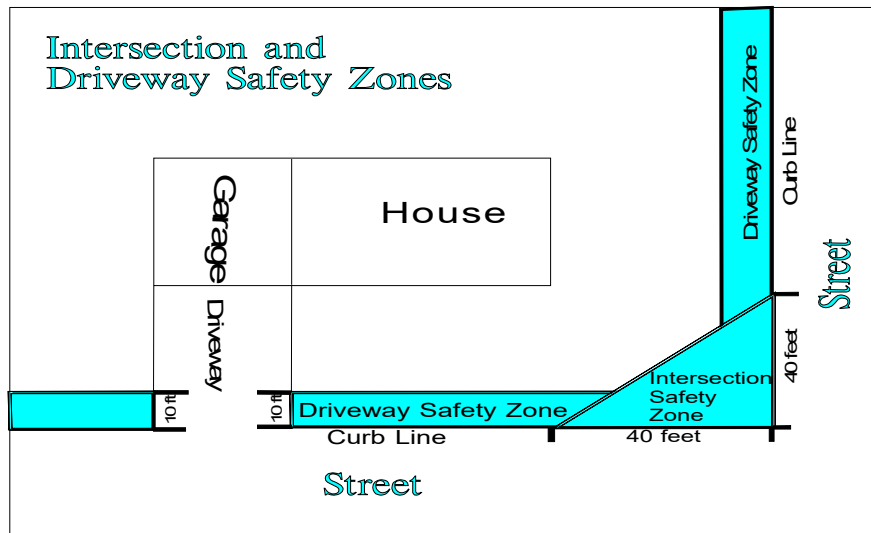 Intersection and
Driveway Safety Zones
Garage
House
Driveway
10 ft
10 ft
Driveway Safety Zone
Curb Line
Street
Intersection
Safety
Zone
40 feet
40 feet
Driveway Safety Zone
Curb Line
Street